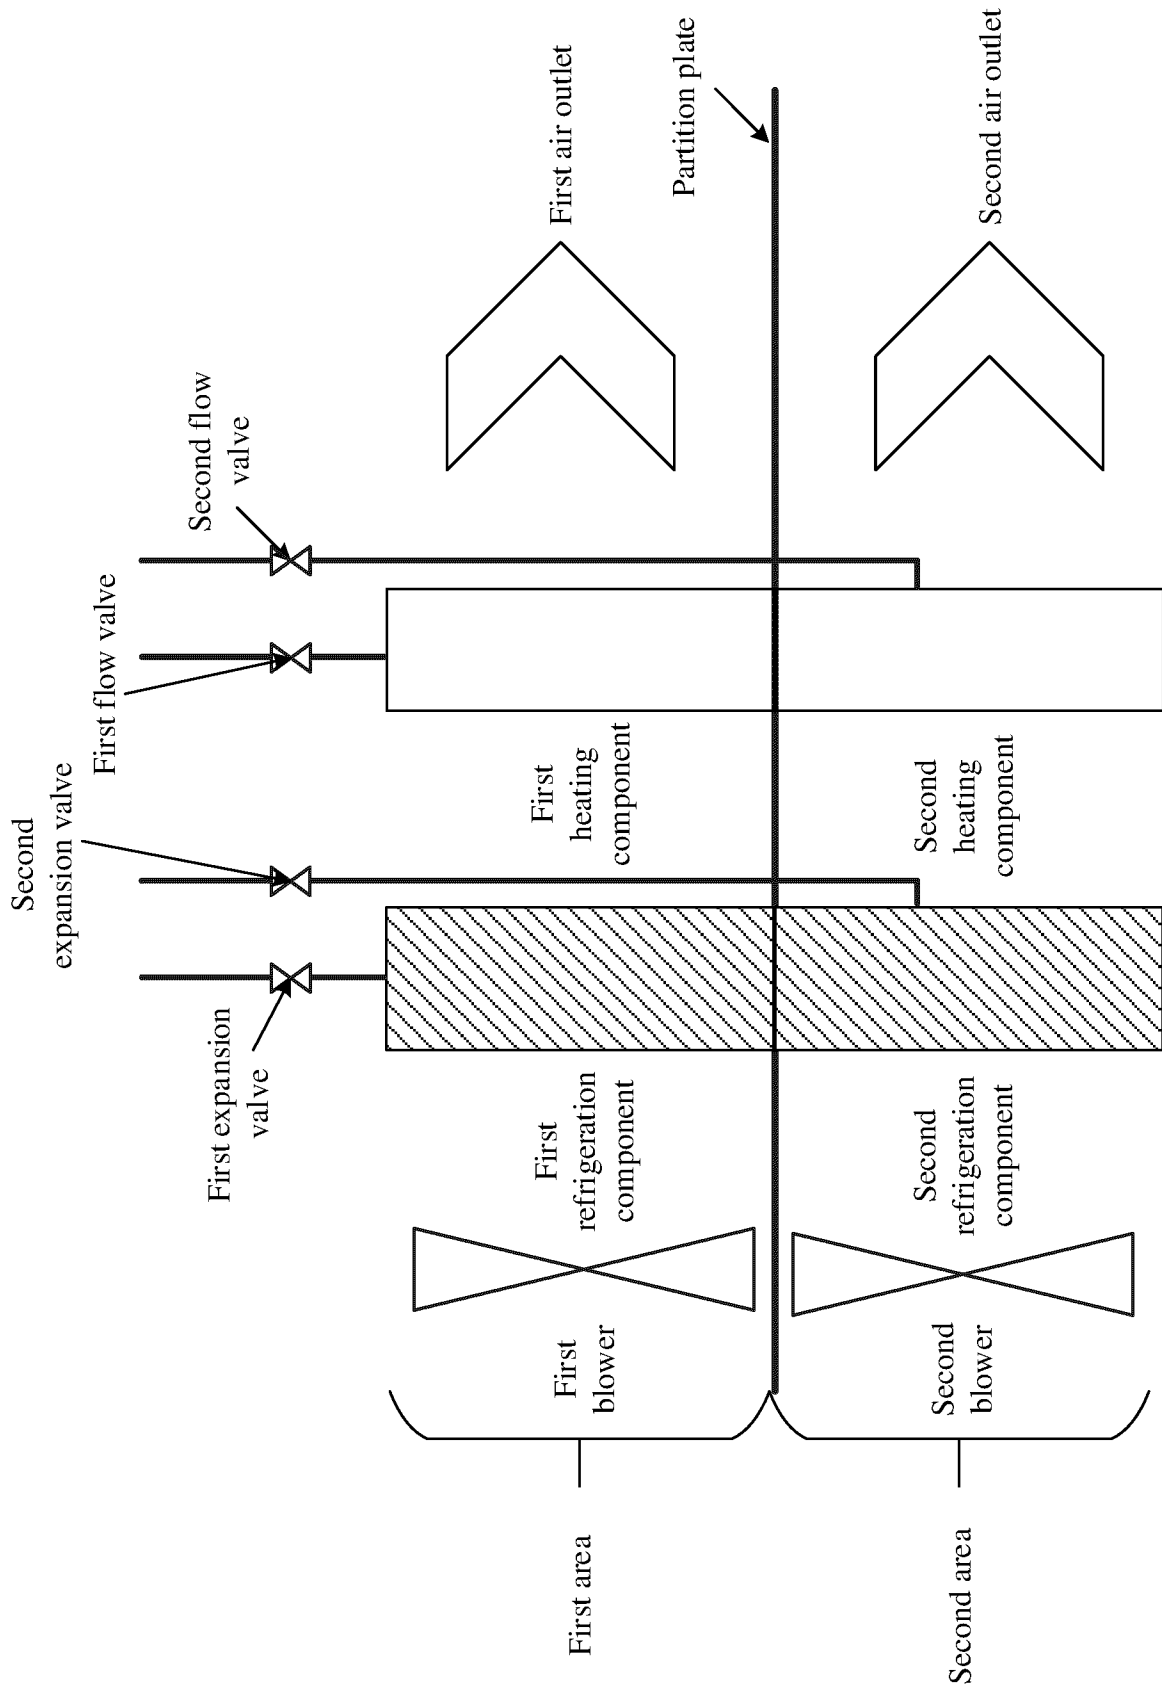 Second
expansion valve
First flow valve
Second flow
valve
First expansion
valve
First air outlet
Partition plate
Second air outlet
First
heating
component
Second
heating
component
First
refrigeration
component
Second
refrigeration
component
First
blower
Second
blower
First area
Second area